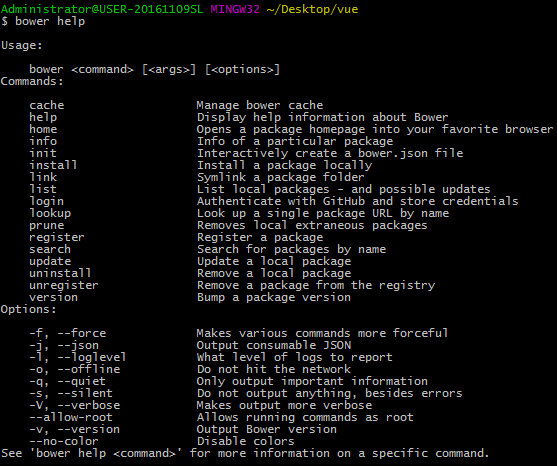 Administrator@USER-20161109SL MINGW32 ~/Desktop/vue
$ bower help
Usage:
bower <command> [<args>] [<options>]
Commands:
cache Manage bower cache
help Display help information about Bower
home Opens a package homepage into your favorite browser
info Info of a particular package
init Interactively create a bower.json file
install Install a package locally
link Symlink a package folder
list List local packages - and possible updates
login Authenticate with GitHub and store credentials
lookup Look up a single package URL by name
prune Removes local extraneous packages
register Register a package
search Search for packages by name
update Update a local package
uninstall Remove a local package
unregister Remove a package from the registry
version Bump a package version
Options:
-f, --force Makes various commands more forceful
-j, --json Output consumable JSON
-l, --loglevel What level of logs to report
-o, --offline Do not hit the network
-q, --quiet Only output important information
-s, --silent Do not output anything, besides errors
-V, --verbose Makes output more verbose
--allow-root Allows running commands as root
-v, --version Output Bower version
--no-color Disable colors
See 'bower help <command>' for more information on a specific command.